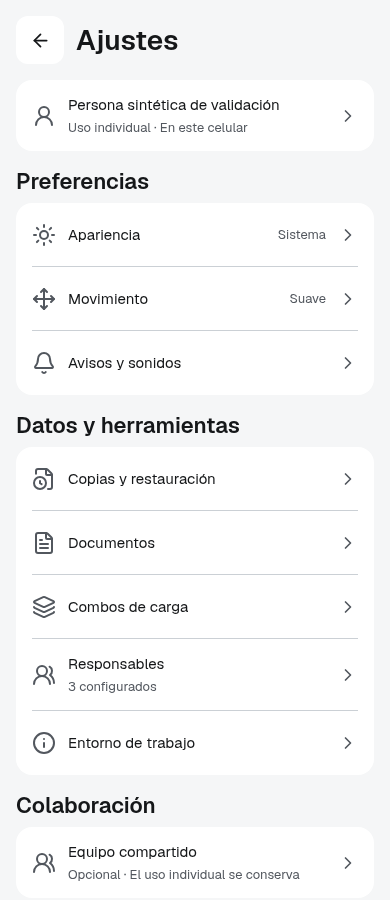 Ajustes
Persona sintética de validación
Uso individual · En este celular
Preferencias
Apariencia
Sistema
Movimiento
Suave
Avisos y sonidos
Datos y herramientas
Copias y restauración
Documentos
Combos de carga
Responsables
3 configurados
Entorno de trabajo
Colaboración
Equipo compartido
Opcional · El uso individual se conserva